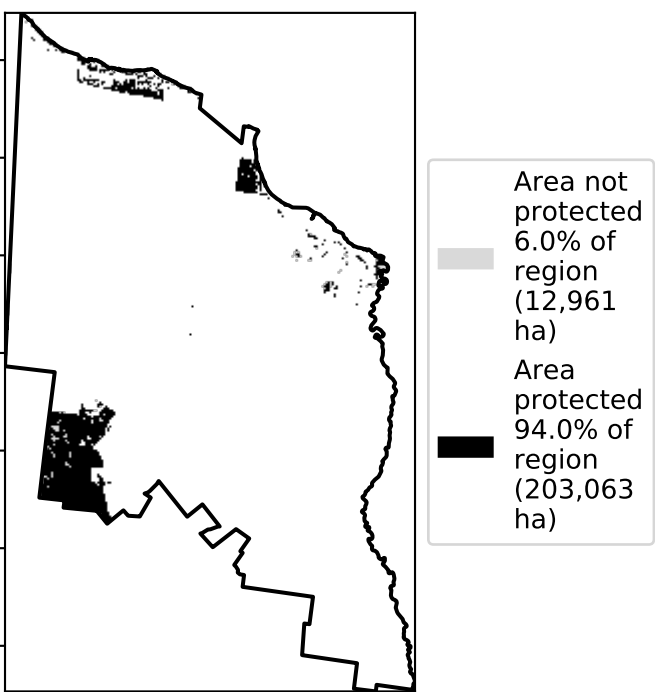 Area not
protected
6.0% of
region
(12,961
ha)
Area
protected
94.0% of
region
(203,063
ha)